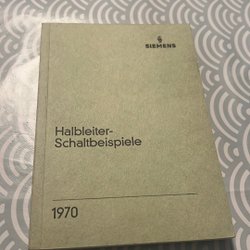 SIEMENS
Halbleiter-
Schaltbeispiele
1970